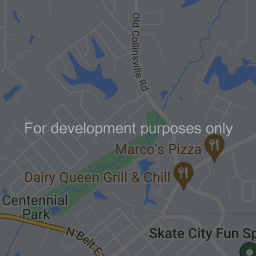 Old Collinsville Rd
For development purposes only
Marco's Pizza
Dairy Queen Grill & Chill
Centennial
Park
N Belt E
Skate City Fun Sp